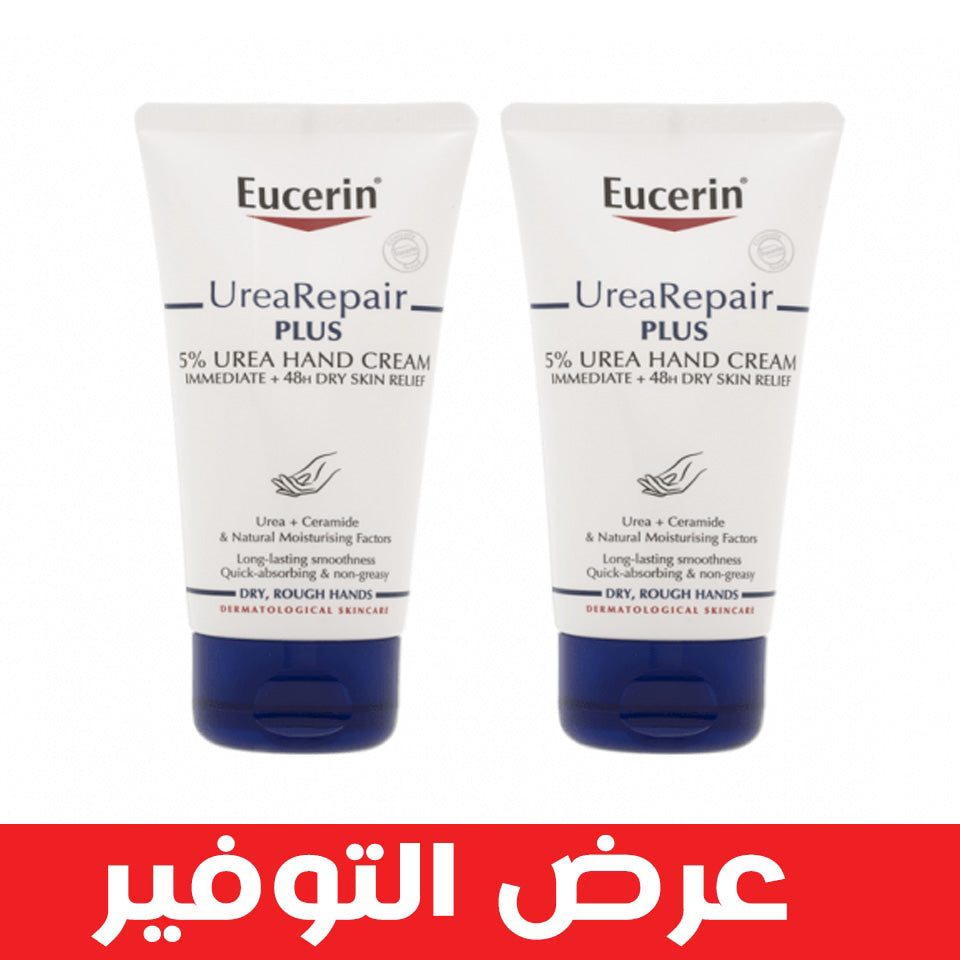 Eucerin®
UreaRepair
PLUS
5% UREA HAND CREAM
IMMEDIATE + 48H DRY SKIN RELIEF
Urea + Ceramide
& Natural Moisturising Factors
Long-lasting smoothness
Quick-absorbing & non-greasy
DRY, ROUGH HANDS
DERMATOLOGICAL SKINCARE
Eucerin®
UreaRepair
PLUS
5% UREA HAND CREAM
IMMEDIATE + 48H DRY SKIN RELIEF
Urea + Ceramide
& Natural Moisturising Factors
Long-lasting smoothness
Quick-absorbing & non-greasy
DRY, ROUGH HANDS
DERMATOLOGICAL SKINCARE
عرض التوفير